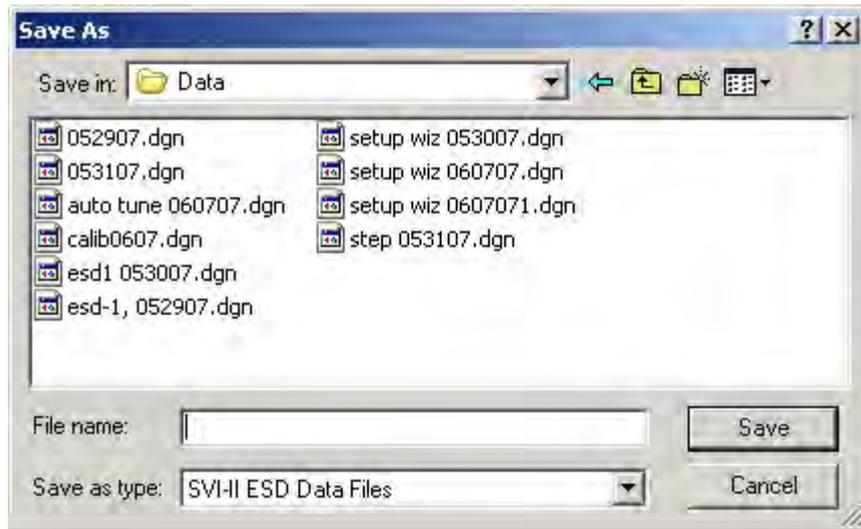 Save As
Save in: Data
052907.dgn
053107.dgn
auto tune 060707.dgn
calib0607.dgn
esd1 053007.dgn
esd-1, 052907.dgn
setup wiz 053007.dgn
setup wiz 060707.dgn
setup wiz 0607071.dgn
step 053107.dgn
File name:
Save
Save as type: SVI-II ESD Data Files
Cancel